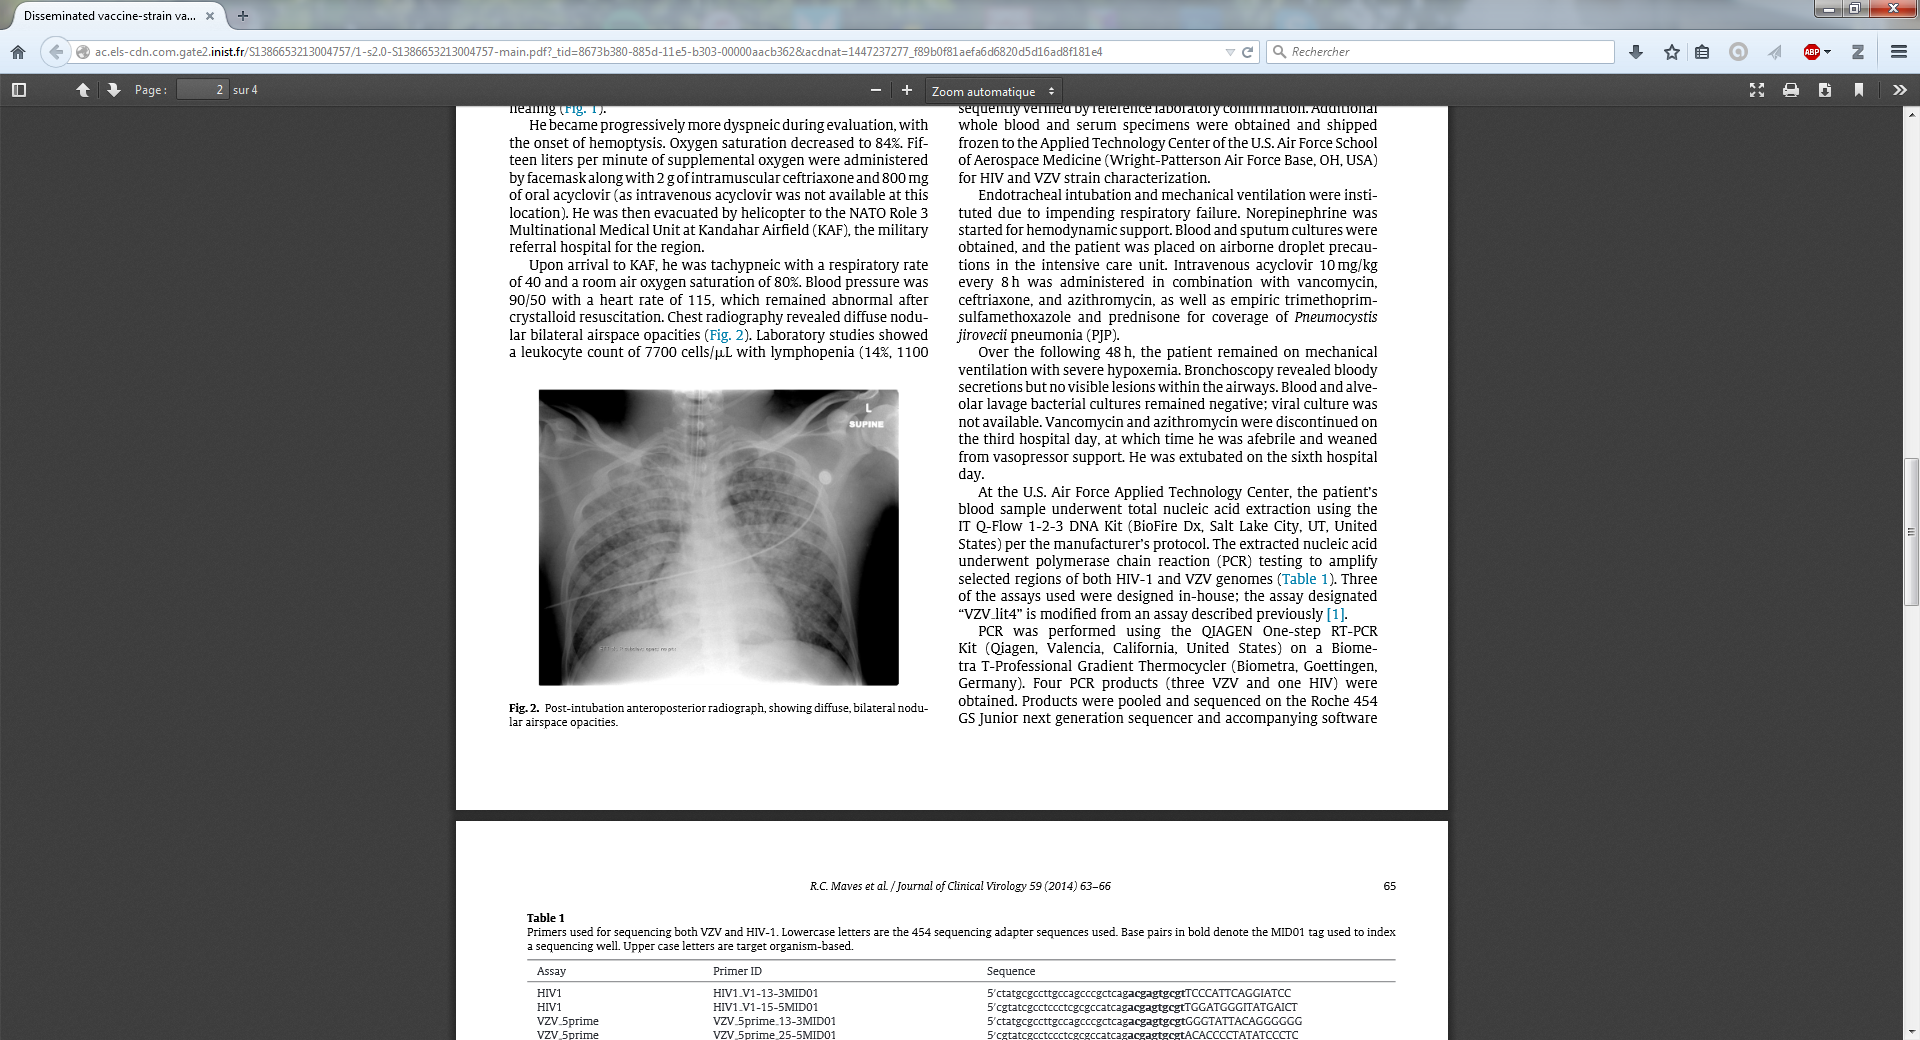 Disseminated vaccine-strain va...
ac.els-cdn.com.gate2.inist.fr/S1386653213004757/1-s2.0-S1386653213004757-main.pdf?_tid=8673b380-885d-11e5-b303-00000aacb362&acdnat=1447237277_f89b0f81aefa6d6820d5d16ad8f181e4
Rechercher
ABP
Z
Page :
2
sur 4
Zoom automatique
healing (Fig. 1).
He became progressively more dyspneic during evaluation, with
the onset of hemoptysis. Oxygen saturation decreased to 84%. Fif-
teen liters per minute of supplemental oxygen were administered
by facemask along with 2 g of intramuscular ceftriaxone and 800 mg
of oral acyclovir (as intravenous acyclovir was not available at this
location). He was then evacuated by helicopter to the NATO Role 3
Multinational Medical Unit at Kandahar Airfield (KAF), the military
referral hospital for the region.
Upon arrival to KAF, he was tachypneic with a respiratory rate
of 40 and a room air oxygen saturation of 80%. Blood pressure was
90/50 with a heart rate of 115, which remained abnormal after
crystalloid resuscitation. Chest radiography revealed diffuse nodu-
lar bilateral airspace opacities (Fig. 2). Laboratory studies showed
a leukocyte count of 7700 cells/μL with lymphopenia (14%, 1100
L
SUPINE
Fig. 2. Post-intubation anteroposterior radiograph, showing diffuse, bilateral nodu-
lar airspace opacities.
sequently verified by reference laboratory confirmation. Additional
whole blood and serum specimens were obtained and shipped
frozen to the Applied Technology Center of the U.S. Air Force School
of Aerospace Medicine (Wright-Patterson Air Force Base, OH, USA)
for HIV and VZV strain characterization.
Endotracheal intubation and mechanical ventilation were insti-
tuted due to impending respiratory failure. Norepinephrine was
started for hemodynamic support. Blood and sputum cultures were
obtained, and the patient was placed on airborne droplet precau-
tions in the intensive care unit. Intravenous acyclovir 10 mg/kg
every 8 h was administered in combination with vancomycin,
ceftriaxone, and azithromycin, as well as empiric trimethoprim-
sulfamethoxazole and prednisone for coverage of Pneumocystis
jirovecii pneumonia (PJP).
Over the following 48 h, the patient remained on mechanical
ventilation with severe hypoxemia. Bronchoscopy revealed bloody
secretions but no visible lesions within the airways. Blood and alve-
olar lavage bacterial cultures remained negative; viral culture was
not available. Vancomycin and azithromycin were discontinued on
the third hospital day, at which time he was afebrile and weaned
from vasopressor support. He was extubated on the sixth hospital
day.
At the U.S. Air Force Applied Technology Center, the patient's
blood sample underwent total nucleic acid extraction using the
IT Q-Flow 1-2-3 DNA Kit (BioFire Dx, Salt Lake City, UT, United
States) per the manufacturer's protocol. The extracted nucleic acid
underwent polymerase chain reaction (PCR) testing to amplify
selected regions of both HIV-1 and VZV genomes (Table 1). Three
of the assays used were designed in-house; the assay designated
“VZV_lit4” is modified from an assay described previously [1].
PCR was performed using the QIAGEN One-step RT-PCR
Kit (Qiagen, Valencia, California, United States) on a Biome-
tra T-Professional Gradient Thermocycler (Biometra, Goettingen,
Germany). Four PCR products (three VZV and one HIV) were
obtained. Products were pooled and sequenced on the Roche 454
GS Junior next generation sequencer and accompanying software
R.C. Maves et al. / Journal of Clinical Virology 59 (2014) 63–66
65
Table 1
Primers used for sequencing both VZV and HIV-1. Lowercase letters are the 454 sequencing adapter sequences used. Base pairs in bold denote the MID01 tag used to index
a sequencing well. Upper case letters are target organism-based.
Assay Primer ID Sequence
HIV1 HIV1_V1-13-3MID01 5′ctatgcgccttgccagcccgctcagacgagtgcgtTCCCATTCAGGIATCC
HIV1 HIV1_V1-15-5MID01 5′cgtatcgcctccctcgcgccatcagacgagtgcgtTGGATGGGITATGAICT
VZV_5prime VZV_5prime_13-3MID01 5′ctatgcgccttgccagcccgctcagacgagtgcgtGGGTATTACAGGGGGG
VZV_5prime VZV_5prime_25-5MID01 5′cgtatcgcctccctcgcgccatcagacgagtgcgtACACCCCTATATCCCTC